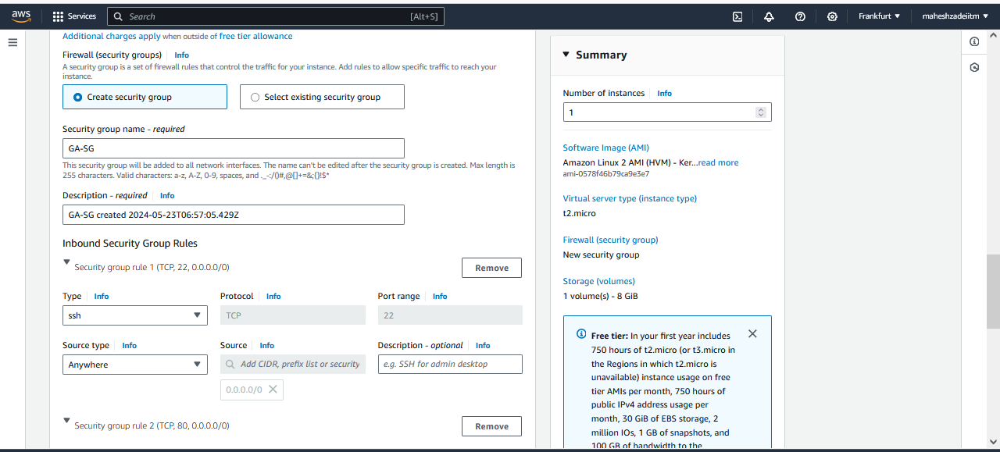 aws Services Search [Alt+S] Frankfurt maheshzadeiitm
Additional charges apply when outside of free tier allowance
Firewall (security groups) Info
A security group is a set of firewall rules that control the traffic for your instance. Add rules to allow specific traffic to reach your
instance.
Create security group
Select existing security group
Security group name - required
GA-SG
This security group will be added to all network interfaces. The name can't be edited after the security group is created. Max length is
255 characters. Valid characters: a-z, A-Z, 0-9, spaces, and ._-:/()#,@[]+=&;{}!$*
Description - required Info
GA-SG created 2024-05-23T06:57:05.429Z
Inbound Security Group Rules
Security group rule 1 (TCP, 22, 0.0.0.0/0) Remove
Type Info Protocol Info Port range Info
ssh TCP 22
Source type Info Source Info Description - optional Info
Anywhere Add CIDR, prefix list or security e.g. SSH for admin desktop
0.0.0.0/0
Security group rule 2 (TCP, 80, 0.0.0.0/0) Remove
Summary
Number of instances Info
1
Software Image (AMI)
Amazon Linux 2 AMI (HVM) - Ker...read more
ami-0578f46b79ca9e3e7
Virtual server type (instance type)
t2.micro
Firewall (security group)
New security group
Storage (volumes)
1 volume(s) - 8 GiB
Free tier: In your first year includes
750 hours of t2.micro (or t3.micro in
the Regions in which t2.micro is
unavailable) instance usage on free
tier AMIs per month, 750 hours of
public IPv4 address usage per
month, 30 GiB of EBS storage, 2
million IOs, 1 GB of snapshots, and
100 GB of bandwidth to the